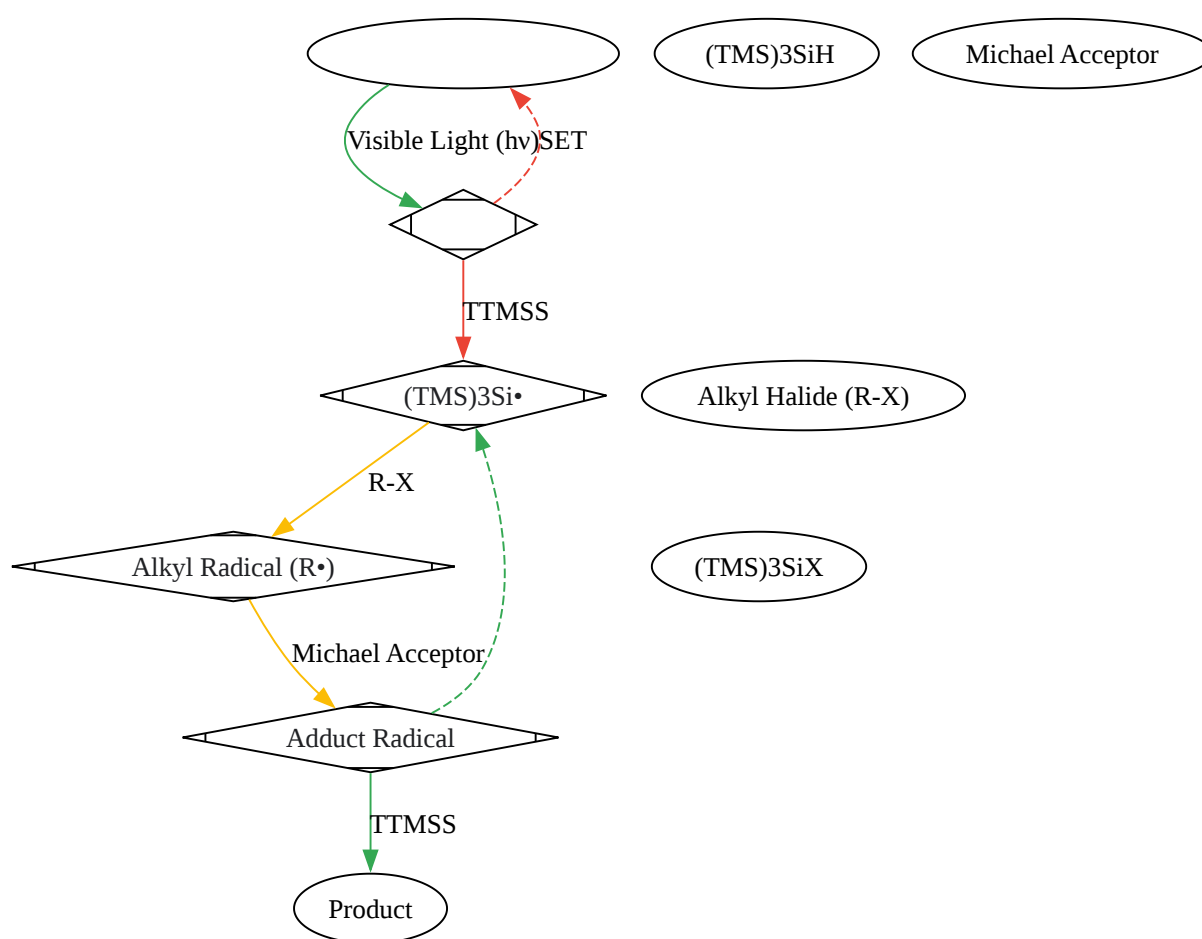 (TMS)3SiH
Michael Acceptor
Visible Light (hν)
SET
TTMSS
(TMS)3Si•
Alkyl Halide (R-X)
R-X
Alkyl Radical (R•)
(TMS)3SiX
Michael Acceptor
Adduct Radical
TTMSS
Product